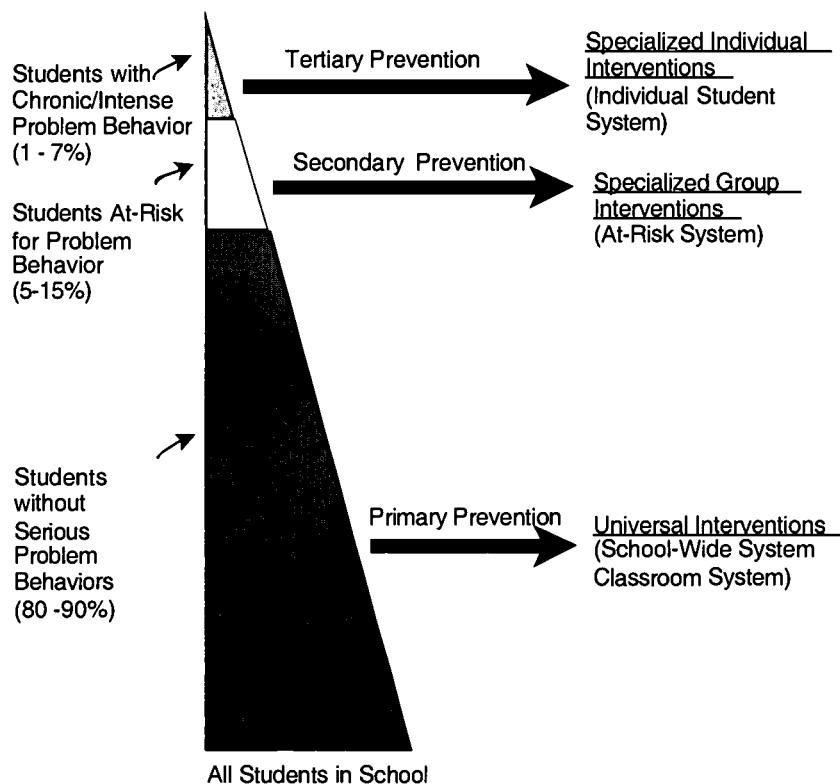 Students with
Chronic/Intense
Problem Behavior
(1 - 7%)
Tertiary Prevention
Specialized Individual
Interventions
(Individual Student
System)
Students At-Risk
for Problem
Behavior
(5-15%)
Secondary Prevention
Specialized Group
Interventions
(At-Risk System)
Students
without
Serious
Problem
Behaviors
(80 -90%)
Primary Prevention
Universal Interventions
(School-Wide System
Classroom System)
All Students in School